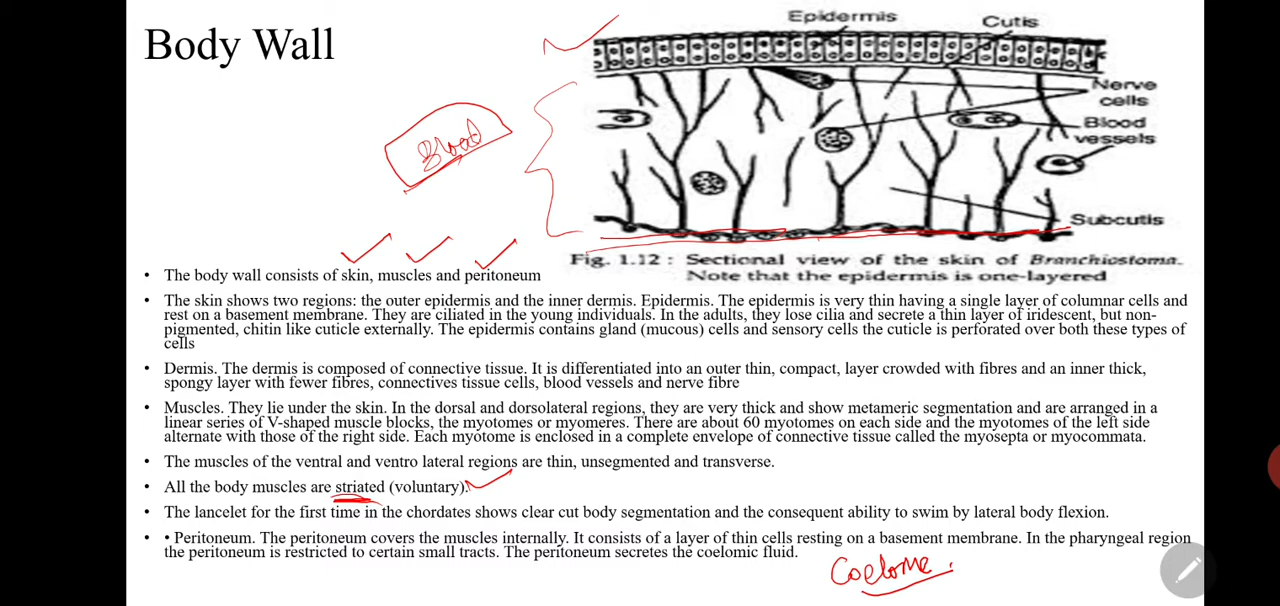 Body Wall
Epidermis
Cutis
Nerve
cells
Blood
vessels
Subcutis
Blood
Fig. 1.12 : Sectional view of the skin of Branchiostoma.
Note that the epidermis is one-layered
• The body wall consists of skin, muscles and peritoneum
• The skin shows two regions: the outer epidermis and the inner dermis. Epidermis. The epidermis is very thin having a single layer of columnar cells and
rest on a basement membrane. They are ciliated in the young individuals. In the adults, they lose cilia and secrete a thin layer of iridescent, but non-
pigmented, chitin like cuticle externally. The epidermis contains gland (mucous) cells and sensory cells the cuticle is perforated over both these types of
cells
• Dermis. The dermis is composed of connective tissue. It is differentiated into an outer thin, compact, layer crowded with fibres and an inner thick,
spongy layer with fewer fibres, connectives tissue cells, blood vessels and nerve fibre
• Muscles. They lie under the skin. In the dorsal and dorsolateral regions, they are very thick and show metameric segmentation and are arranged in a
linear series of V-shaped muscle blocks, the myotomes or myomeres. There are about 60 myotomes on each side and the myotomes of the left side
alternate with those of the right side. Each myotome is enclosed in a complete envelope of connective tissue called the myosepta or myocommata.
• The muscles of the ventral and ventro lateral regions are thin, unsegmented and transverse.
• All the body muscles are striated (voluntary).
• The lancelet for the first time in the chordates shows clear cut body segmentation and the consequent ability to swim by lateral body flexion.
• • Peritoneum. The peritoneum covers the muscles internally. It consists of a layer of thin cells resting on a basement membrane. In the pharyngeal region
the peritoneum is restricted to certain small tracts. The peritoneum secretes the coelomic fluid.
Coelome.